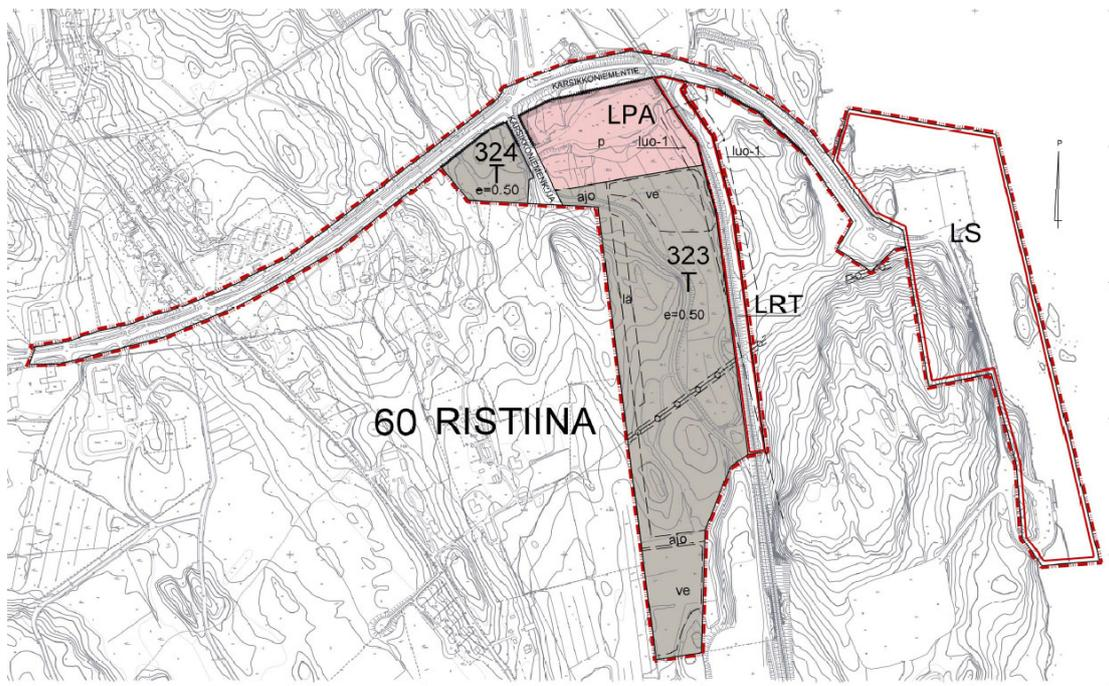 KARSIKKONIEMENTIE
P
LPA
KARSIKKONIEMENKUJA
324
T
e=0.50
p
luo-1
luo-1
ajo
ve
LS
323
T
la
e=0.50
LRT
60 RISTIINA
ajo
ve